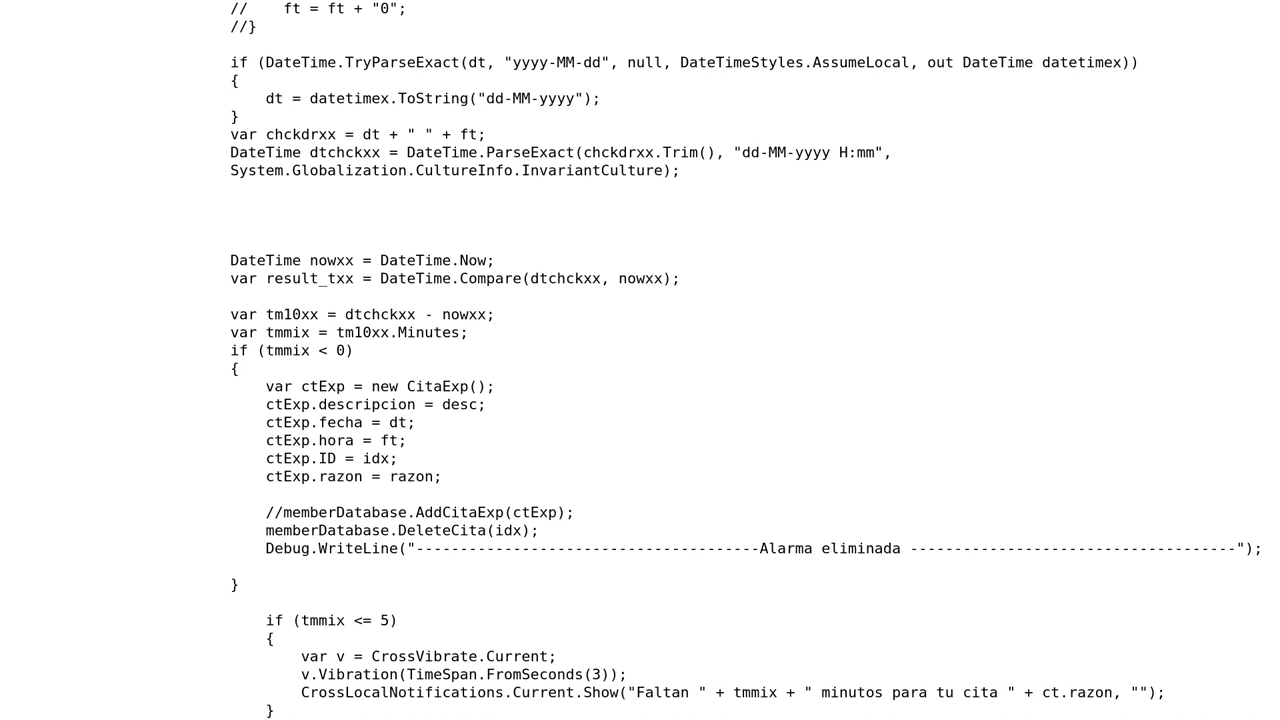 //    ft = ft + "0";
//}
if (DateTime.TryParseExact(dt, "yyyy-MM-dd", null, DateTimeStyles.AssumeLocal, out DateTime datetimex))
{
    dt = datetimex.ToString("dd-MM-yyyy");
}
var chckdrxx = dt + " " + ft;
DateTime dtchckxx = DateTime.ParseExact(chckdrxx.Trim(), "dd-MM-yyyy H:mm",
System.Globalization.CultureInfo.InvariantCulture);
DateTime nowxx = DateTime.Now;
var result_txx = DateTime.Compare(dtchckxx, nowxx);
var tm10xx = dtchckxx - nowxx;
var tmmix = tm10xx.Minutes;
if (tmmix < 0)
{
    var ctExp = new CitaExp();
    ctExp.descripcion = desc;
    ctExp.fecha = dt;
    ctExp.hora = ft;
    ctExp.ID = idx;
    ctExp.razon = razon;
    //memberDatabase.AddCitaExp(ctExp);
    memberDatabase.DeleteCita(idx);
    Debug.WriteLine("---------------------------------------Alarma eliminada -------------------------------------");
}
    if (tmmix <= 5)
    {
        var v = CrossVibrate.Current;
        v.Vibration(TimeSpan.FromSeconds(3));
        CrossLocalNotifications.Current.Show("Faltan " + tmmix + " minutos para tu cita " + ct.razon, "");
    }